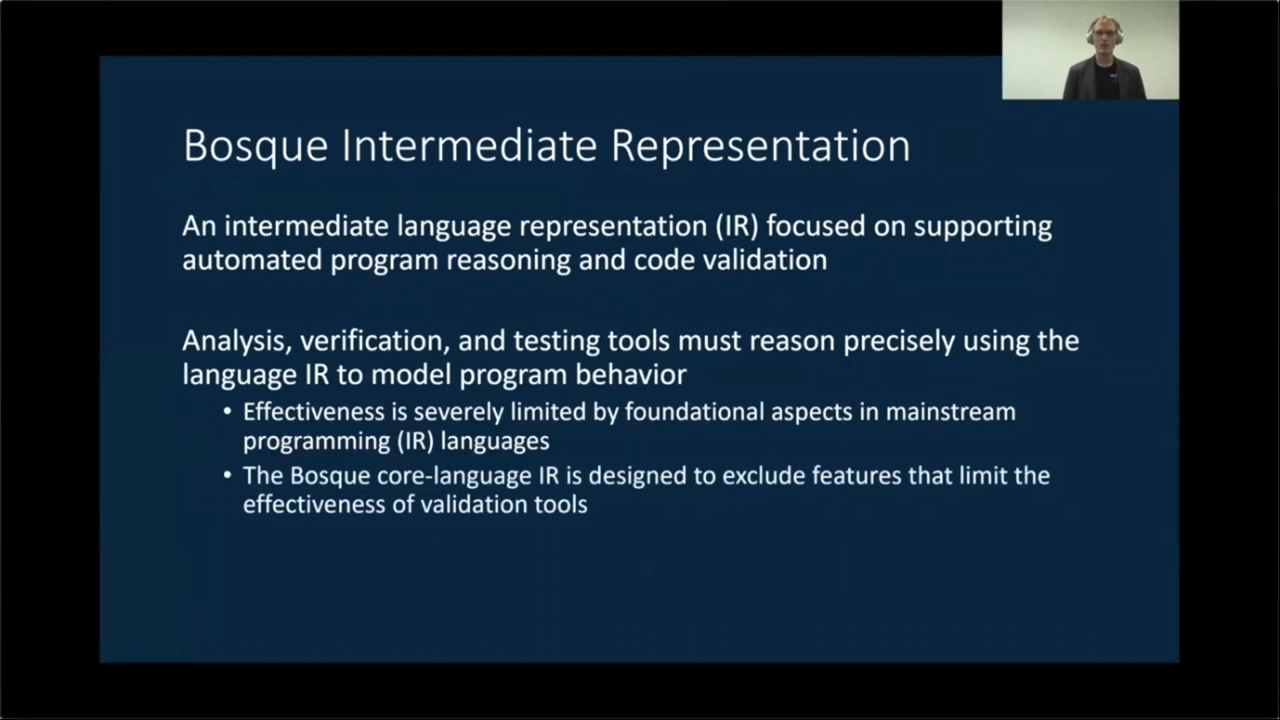 Bosque Intermediate Representation
An intermediate language representation (IR) focused on supporting
automated program reasoning and code validation
Analysis, verification, and testing tools must reason precisely using the
language IR to model program behavior
• Effectiveness is severely limited by foundational aspects in mainstream
programming (IR) languages
• The Bosque core-language IR is designed to exclude features that limit the
effectiveness of validation tools